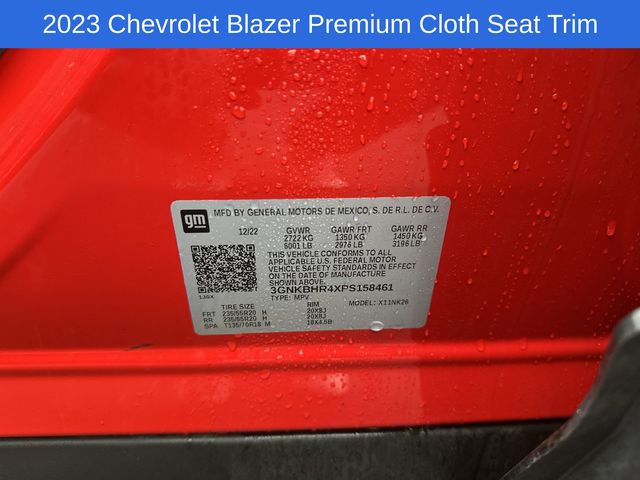 2023 Chevrolet Blazer Premium Cloth Seat Trim
gm
MFD BY GENERAL MOTORS DE MEXICO, S. DE R.L. DE C.V.
12/22 GVWR GAWR FRT GAWR RR
2722 KG 1350 KG 1450 KG
6001 LB 2976 LB 3196 LB
THIS VEHICLE CONFORMS TO ALL
APPLICABLE U.S. FEDERAL MOTOR
VEHICLE SAFETY AND THEFT
PREVENTION STANDARDS IN
EFFECT ON THE DATE OF MANUFACTURE
SHOWN ABOVE.
3GNKBHR4XPS158461
TYPE: MPV. MODEL: X11NK26
TIRE SIZE RIM
FRT 235/55R20 H 20X8J
RR 235/55R20 H 20X8J
SPA T135/70R18 M 18X4.5B